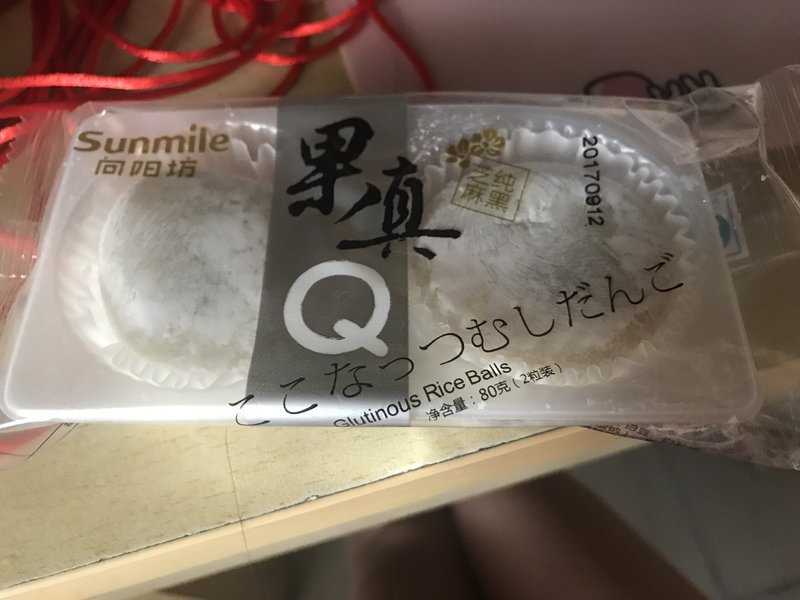 Sunmile
向阳坊
果真
Q
纯黑
芝麻
20170912
ここなっつむしだんご
Glutinous Rice Balls
净含量：80克（2粒装）